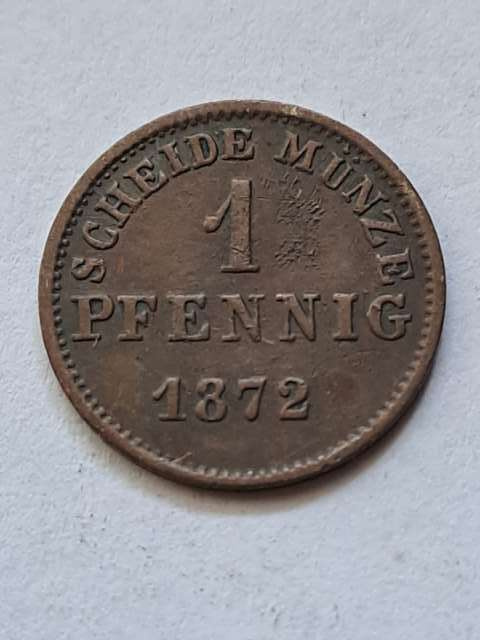 SCHEIDE MÜNZE
1
PFENNIG
1872